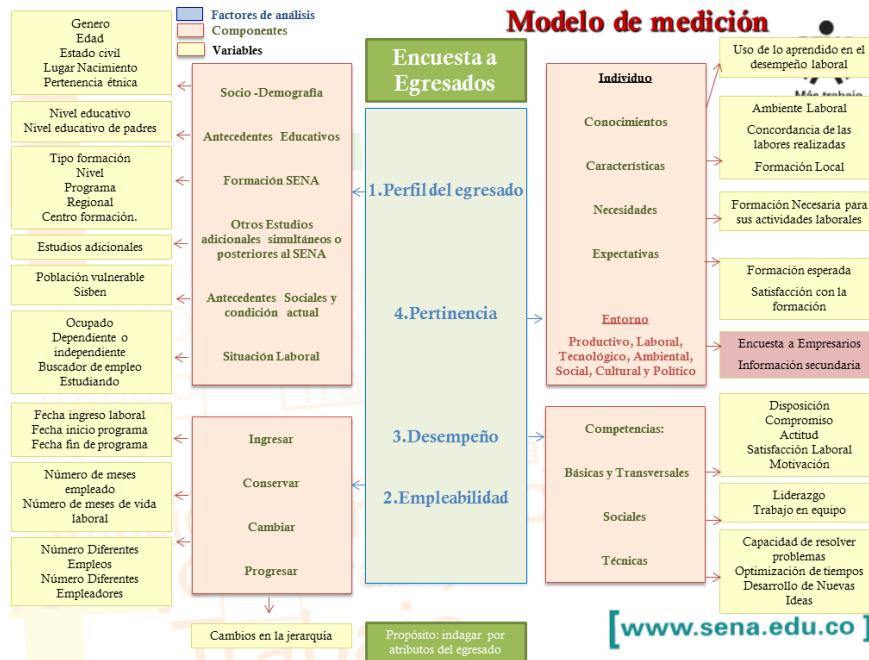 Modelo de medición
Factores de análisis
Componentes
Variables
Encuesta a
Egresados
Genero
Edad
Estado civil
Lugar Nacimiento
Pertenencia étnica
Nivel educativo
Nivel educativo de padres
Tipo formación
Nivel
Programa
Regional
Centro formación.
Estudios adicionales
Población vulnerable
Sisben
Ocupado
Dependiente o
independiente
Buscador de empleo
Estudiando
Socio -Demografía
Antecedentes Educativos
Formación SENA
Otros Estudios
adicionales simultáneos o
posteriores al SENA
Antecedentes Sociales y
condición actual
Situación Laboral
1.Perfil del egresado
4.Pertinencia
3.Desempeño
2.Empleabilidad
Individuo
Conocimientos
Características
Necesidades
Expectativas
Entorno
Productivo, Laboral,
Tecnológico, Ambiental,
Social, Cultural y Político
Uso de lo aprendido en el
desempeño laboral
Más trabajo
Ambiente Laboral
Concordancia de las
labores realizadas
Formación Local
Formación Necesaria para
sus actividades laborales
Formación esperada
Satisfacción con la
formación
Encuesta a Empresarios
Información secundaria
Fecha ingreso laboral
Fecha inicio programa
Fecha fin de programa
Número de meses
empleado
Número de meses de vida
laboral
Número Diferentes
Empleos
Número Diferentes
Empleadores
Ingresar
Conservar
Cambiar
Progresar
Cambios en la jerarquía
Competencias:
Básicas y Transversales
Sociales
Técnicas
Disposición
Compromiso
Actitud
Satisfacción Laboral
Motivación
Liderazgo
Trabajo en equipo
Capacidad de resolver
problemas
Optimización de tiempos
Desarrollo de Nuevas
Ideas
Propósito: indagar por
atributos del egresado
[www.sena.edu.co]